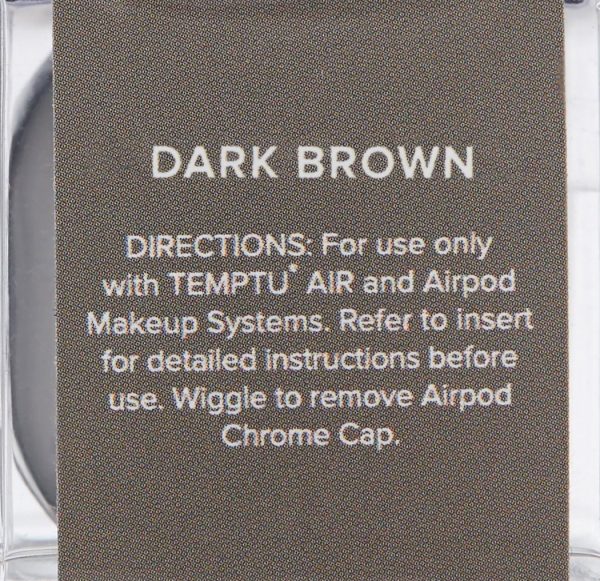 DARK BROWN
DIRECTIONS: For use only
with TEMPTU® AIR and Airpod
Makeup Systems. Refer to insert
for detailed instructions before
use. Wiggle to remove Airpod
Chrome Cap.